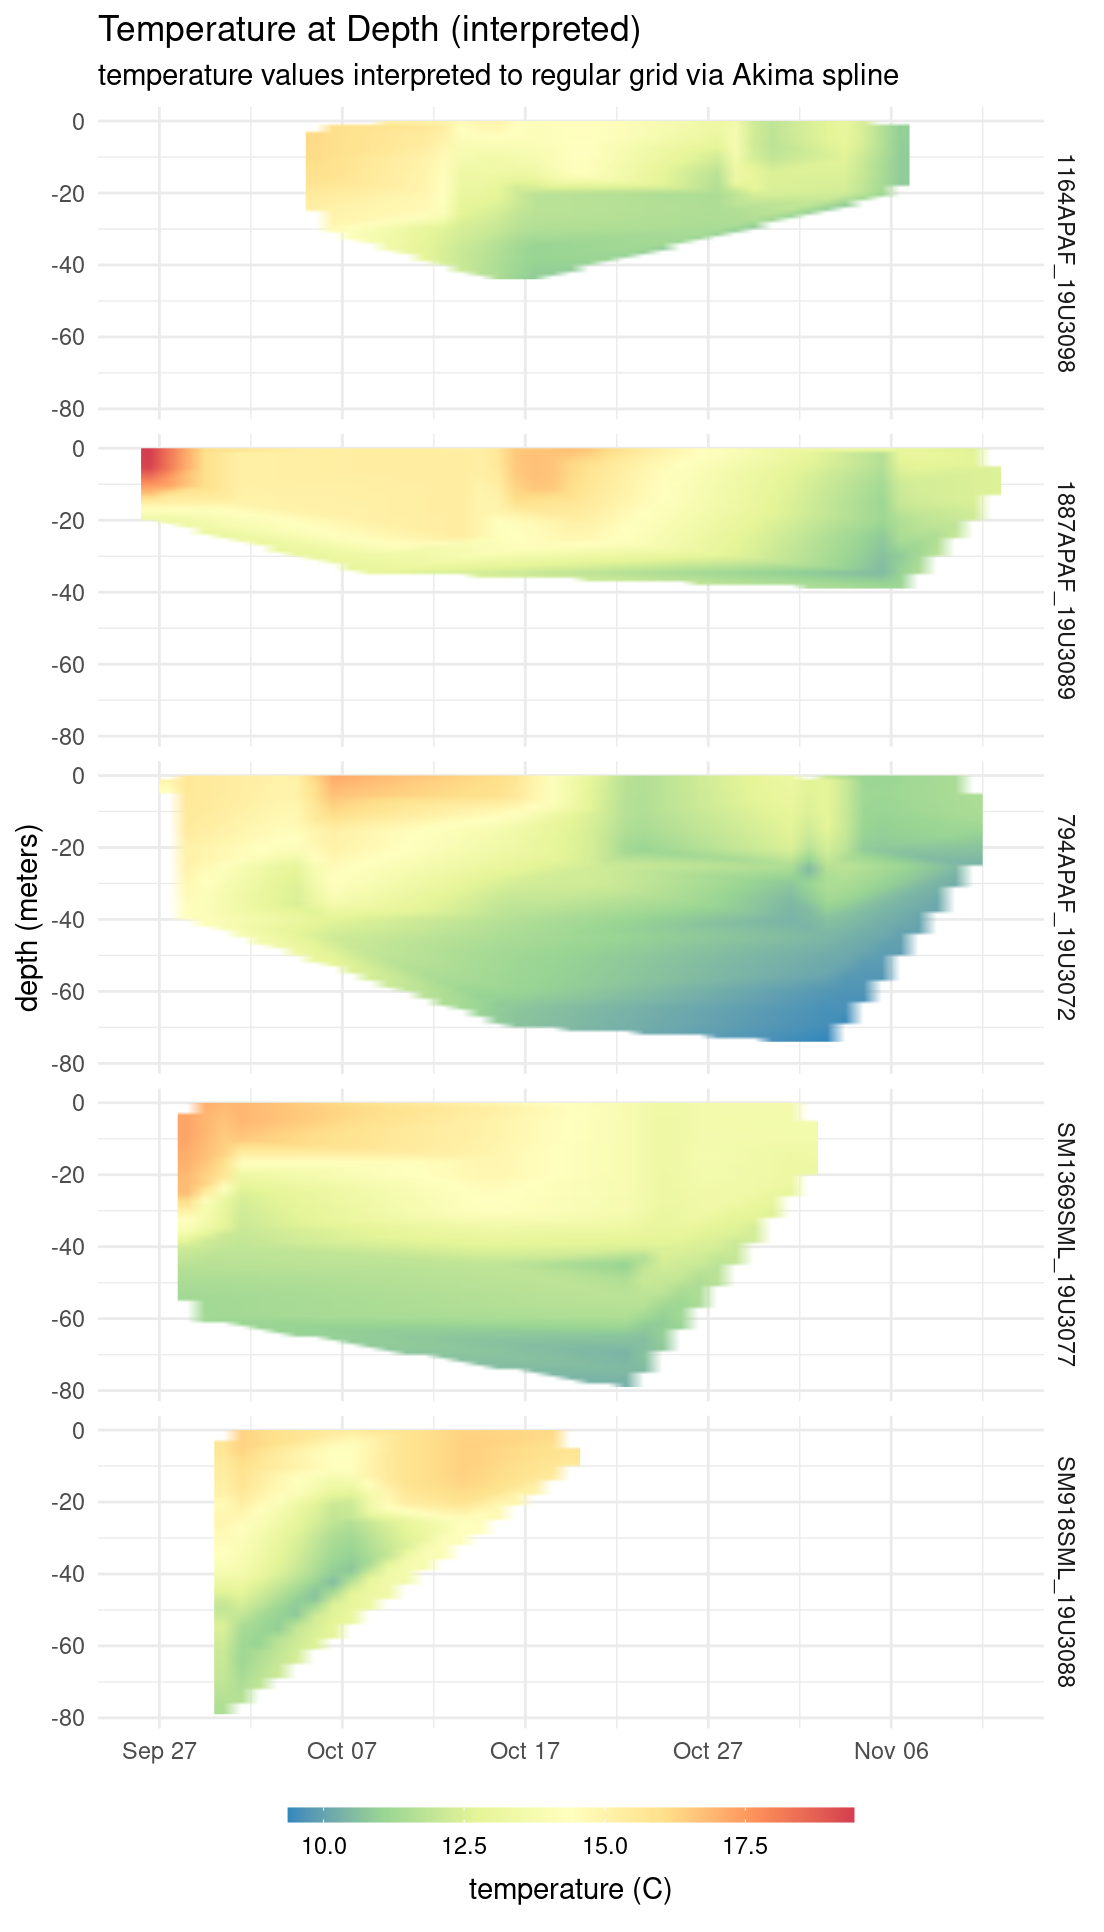 Temperature at Depth (interpreted)
temperature values interpreted to regular grid via Akima spline
0
-20
-40
-60
-80
1164APAF_19U3098
0
-20
-40
-60
-80
1887APAF_19U3089
0
-20
-40
-60
-80
794APAF_19U3072
depth (meters)
0
-20
-40
-60
-80
SM1369SML_19U3077
0
-20
-40
-60
-80
SM918SML_19U3088
Sep 27 Oct 07 Oct 17 Oct 27 Nov 06
10.0 12.5 15.0 17.5
temperature (C)